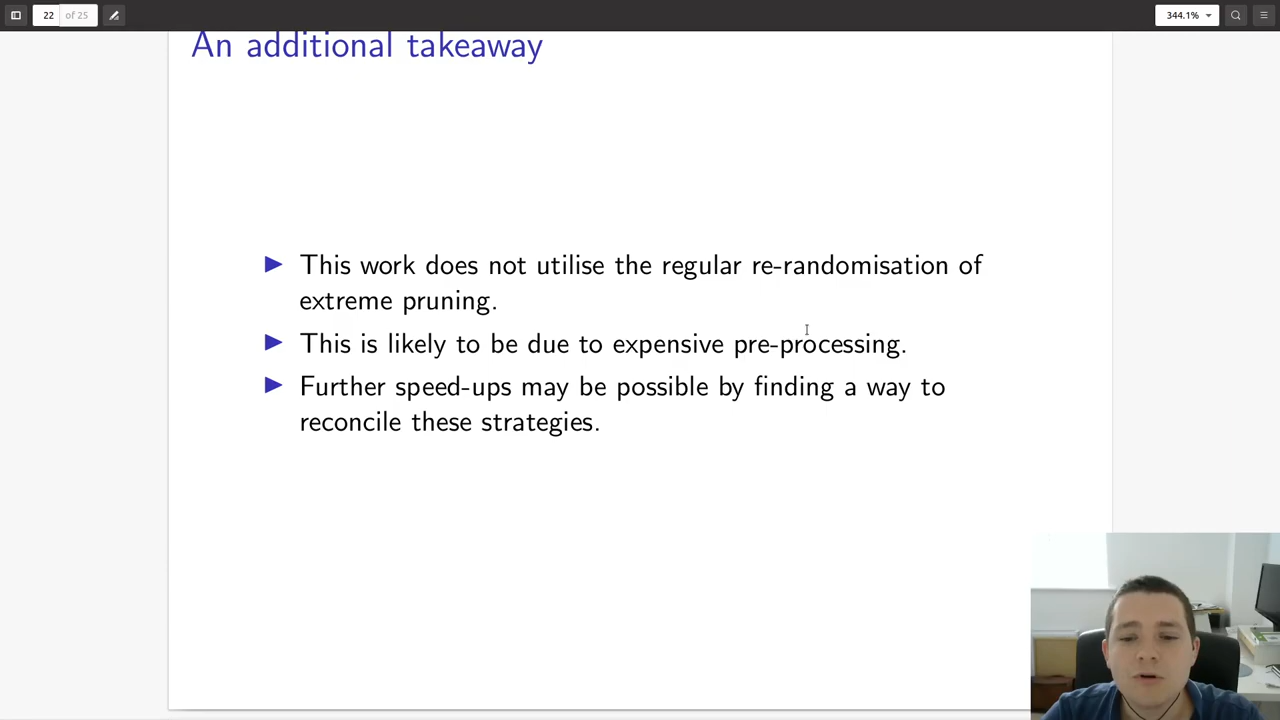 22 of 25
344.1%
An additional takeaway
This work does not utilise the regular re-randomisation of
extreme pruning.
This is likely to be due to expensive pre-processing.
Further speed-ups may be possible by finding a way to
reconcile these strategies.